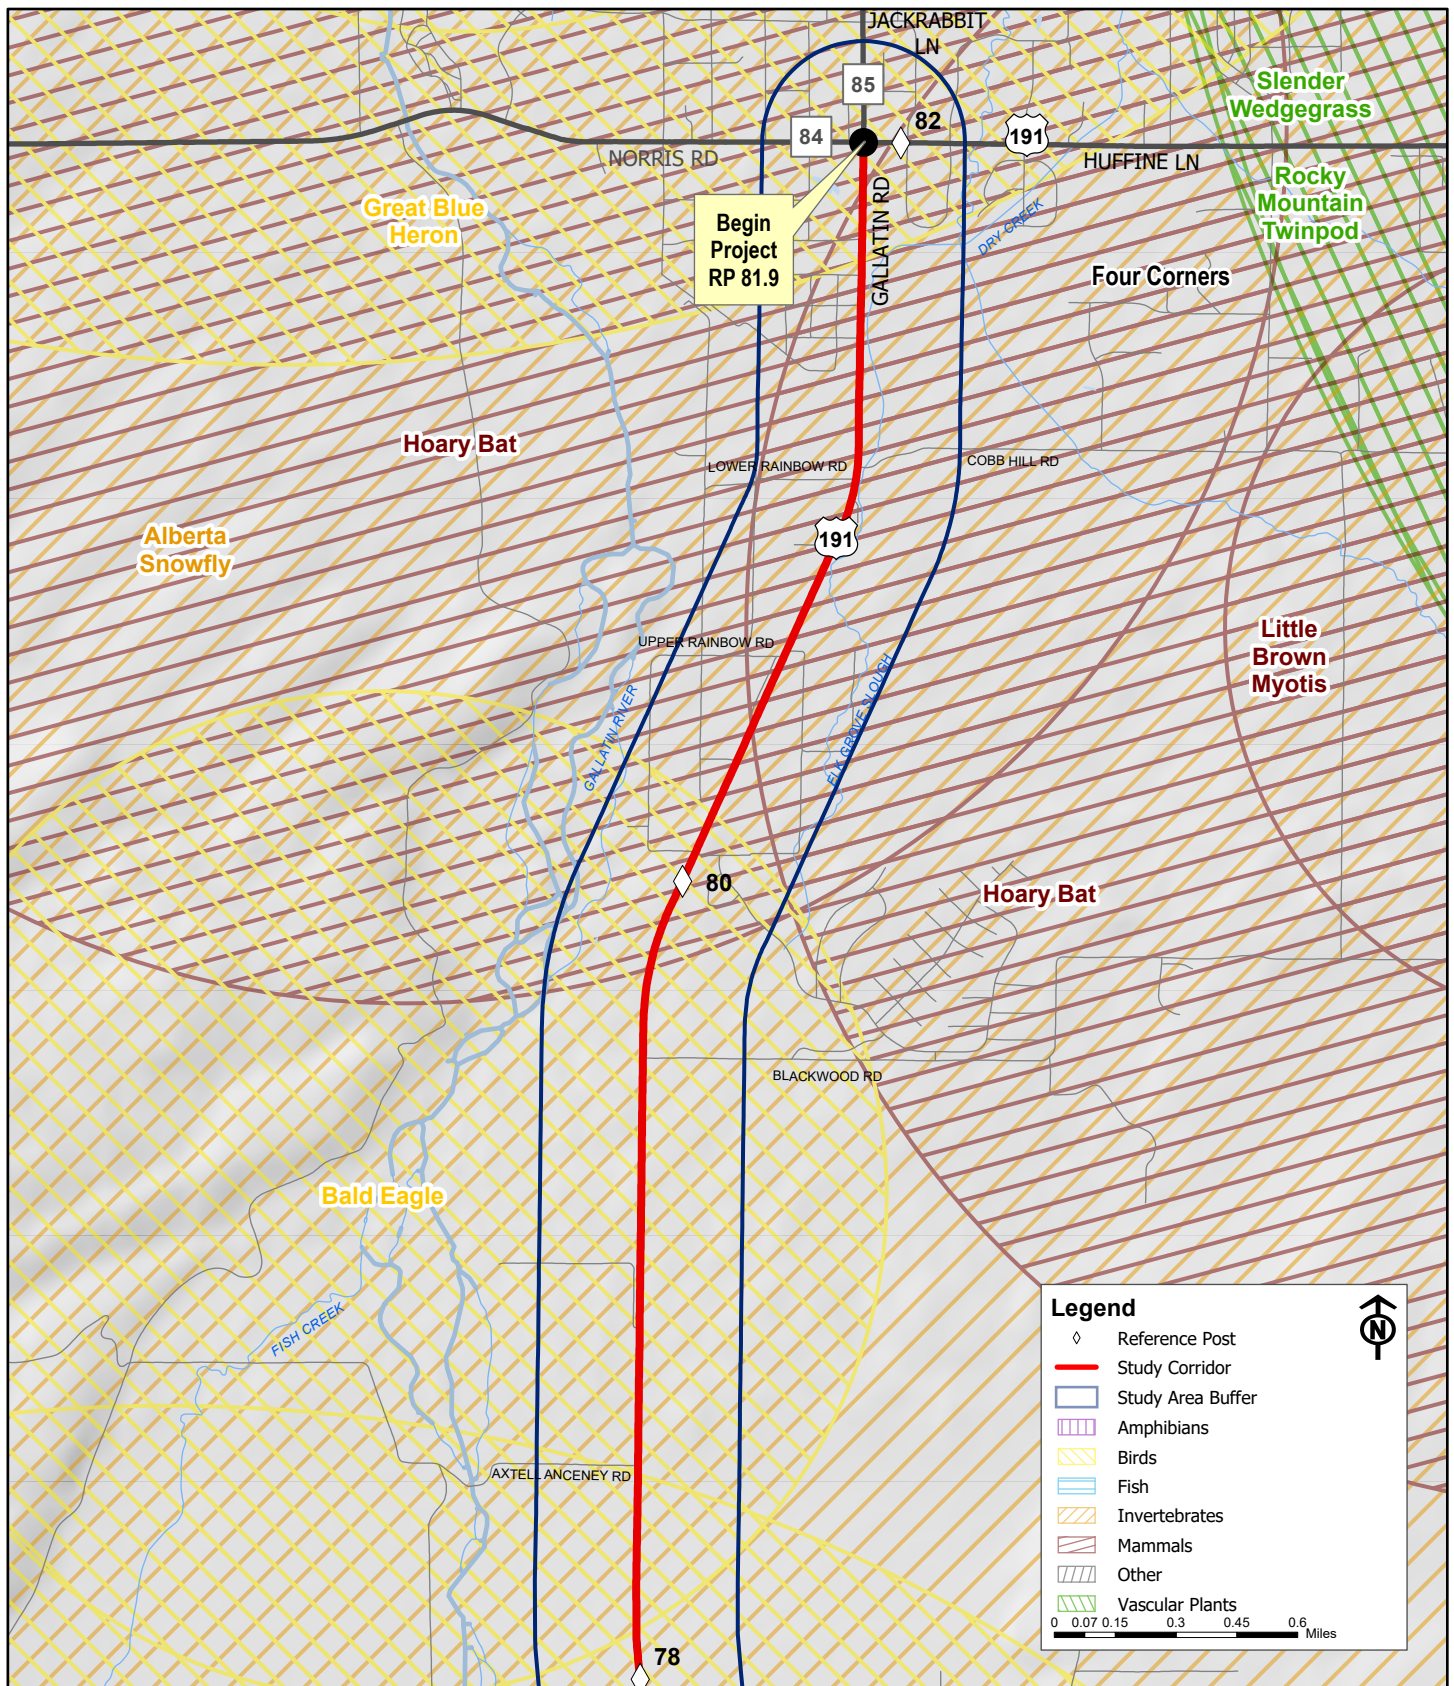 JACKRABBIT
LN
85
84
82
191
NORRIS RD
HUFFINE LN
Slender
Wedgegrass
Rocky
Mountain
Twinpod
Great Blue
Heron
Begin
Project
RP 81.9
GALLATIN RD
DRY CREEK
Four Corners
Hoary Bat
LOWER RAINBOW RD
COBB HILL RD
Alberta
Snowfly
191
UPPER RAINBOW RD
Little
Brown
Myotis
GALLATIN RIVER
ELK GROVE SLOUGH
80
Hoary Bat
BLACKWOOD RD
Bald Eagle
FISH CREEK
AXTELL ANCENEY RD
78
Legend
N
Reference Post
Study Corridor
Study Area Buffer
Amphibians
Birds
Fish
Invertebrates
Mammals
Other
Vascular Plants
0 0.07 0.15 0.3 0.45 0.6
Miles